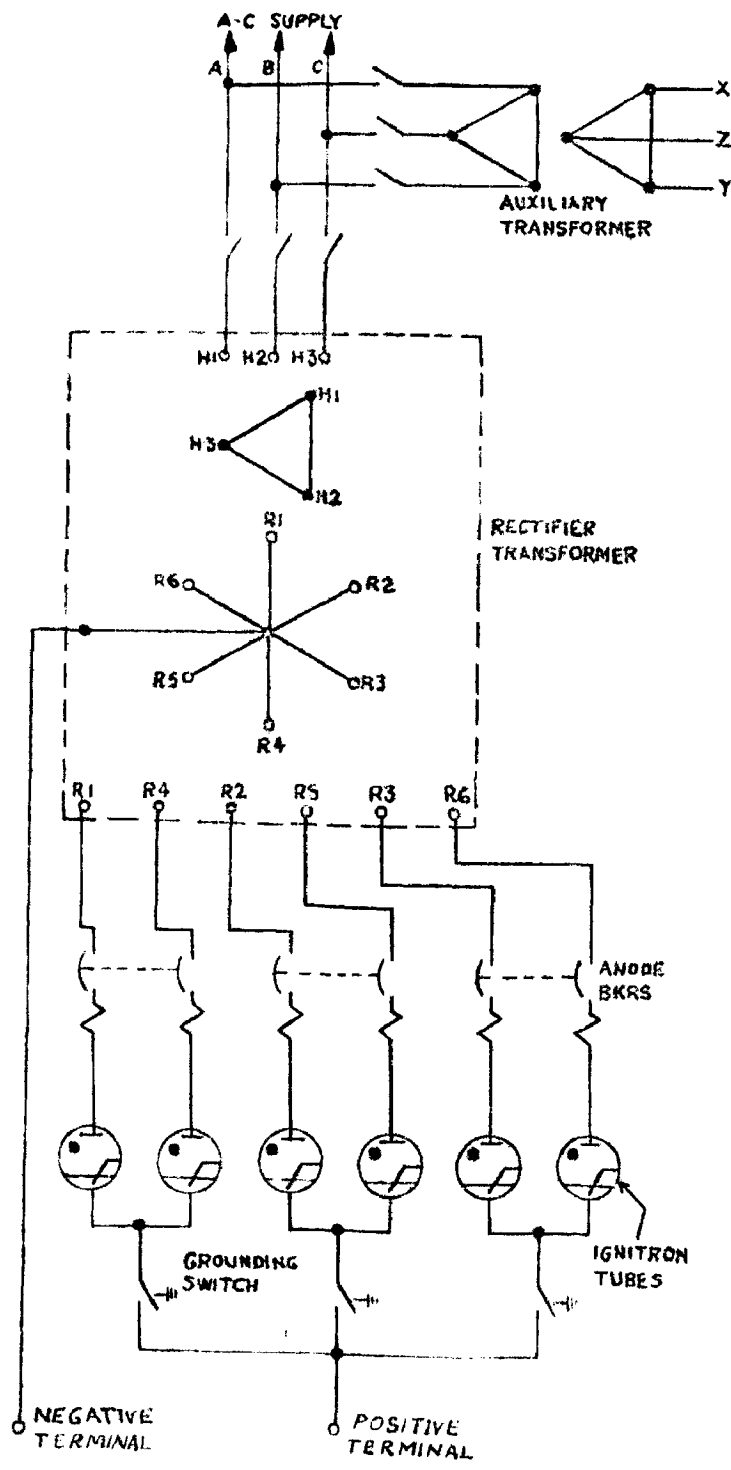 A-C SUPPLY
A B C
X
Z
Y
AUXILIARY
TRANSFORMER
H1 H2 H3
H1
H3
H2
RECTIFIER
TRANSFORMER
R1
R6 R2
R5 R3
R4
R1 R4 R2 R5 R3 R6
ANODE
BKRS
IGNITRON
TUBES
GROUNDING
SWITCH
NEGATIVE
TERMINAL
POSITIVE
TERMINAL